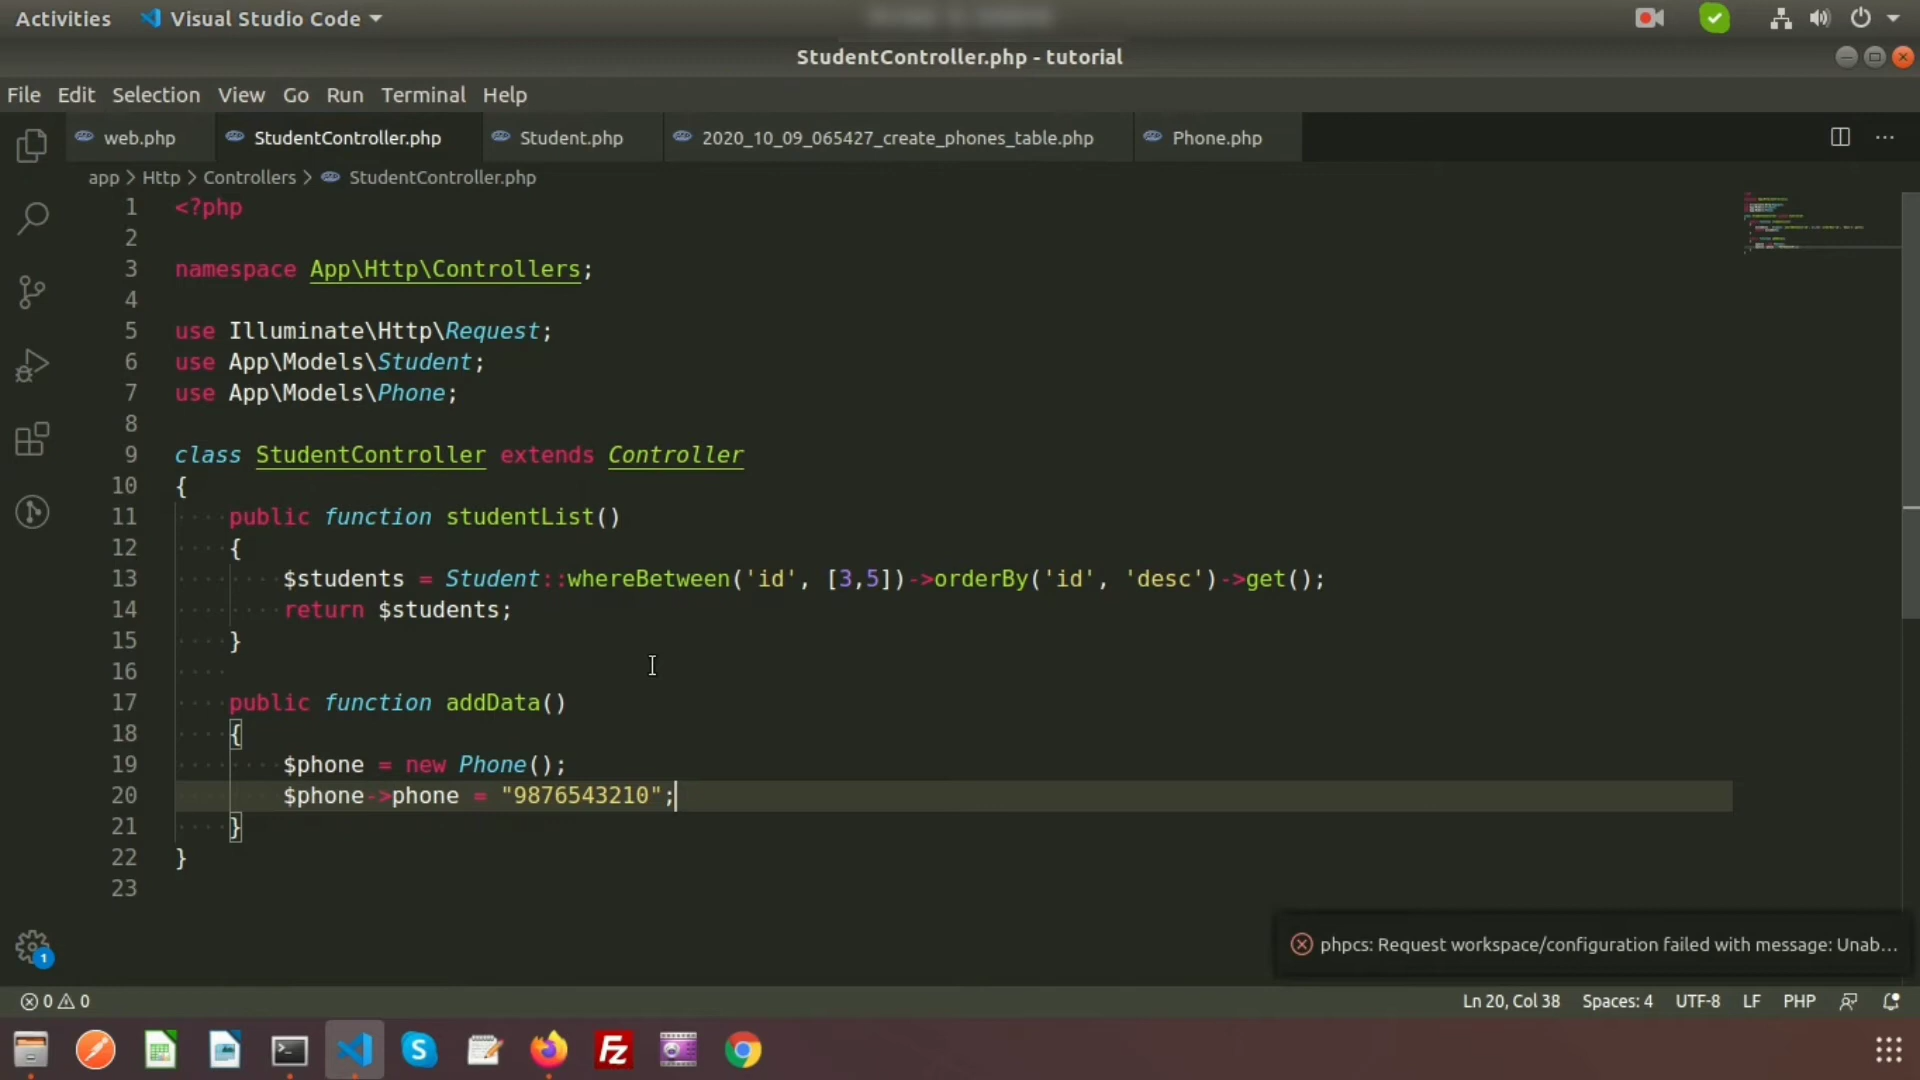 Activities Visual Studio Code
StudentController.php - tutorial
File Edit Selection View Go Run Terminal Help
web.php StudentController.php Student.php 2020_10_09_065427_create_phones_table.php Phone.php
app > Http > Controllers > StudentController.php
1 <?php
2
3 namespace App\Http\Controllers;
4
5 use Illuminate\Http\Request;
6 use App\Models\Student;
7 use App\Models\Phone;
8
9 class StudentController extends Controller
10 {
11 public function studentList()
12 {
13 $students = Student::whereBetween('id', [3,5])->orderBy('id', 'desc')->get();
14 return $students;
15 }
16
17 public function addData()
18 {
19 $phone = new Phone();
20 $phone->phone = "9876543210";
21 }
22 }
23
phpcs: Request workspace/configuration failed with message: Unab...
1
0 0 Ln 20, Col 38 Spaces: 4 UTF-8 LF PHP
S Fz